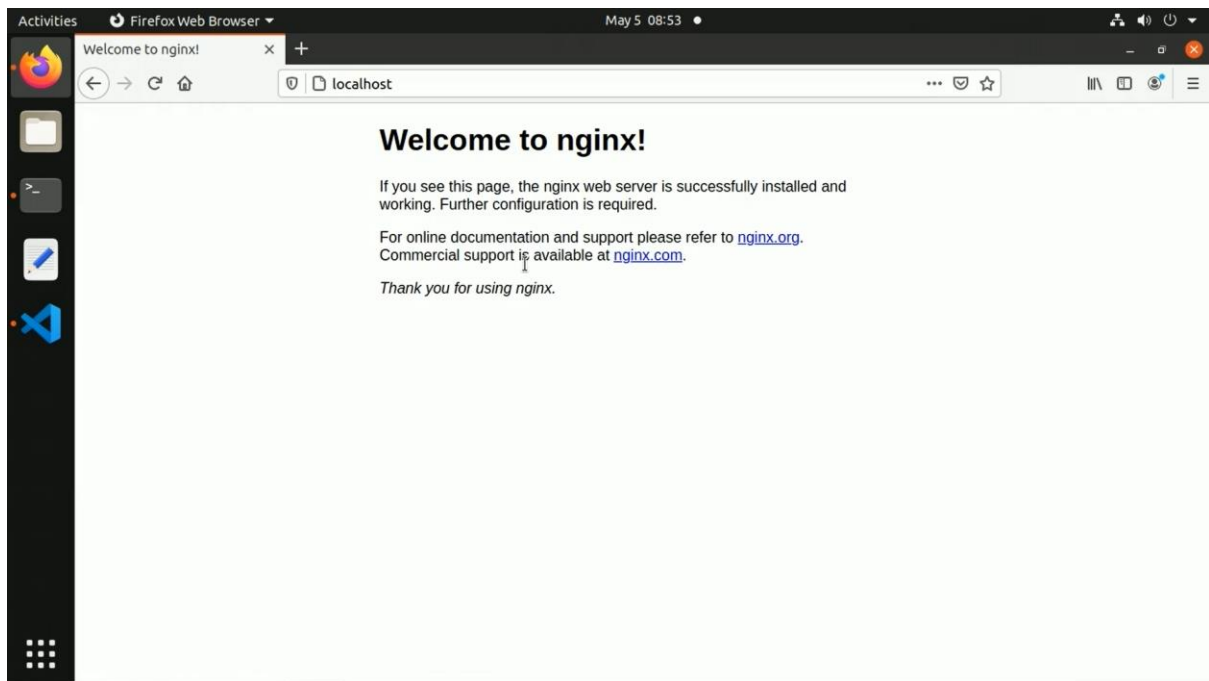 Activities
Firefox Web Browser
May 5 08:53
Welcome to nginx!
localhost
Welcome to nginx!
If you see this page, the nginx web server is successfully installed and
working. Further configuration is required.
For online documentation and support please refer to nginx.org.
Commercial support is available at nginx.com.
Thank you for using nginx.